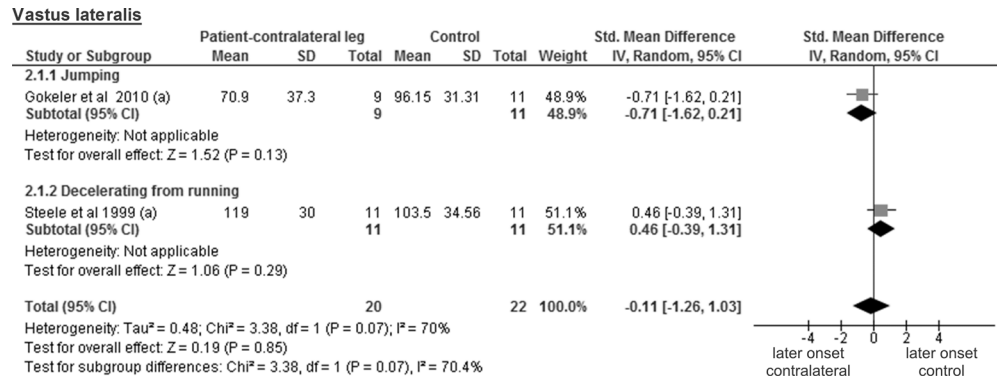 Vastus lateralis
Patient-contralateral leg Control Std. Mean Difference Std. Mean Difference
Study or Subgroup Mean SD Total Mean SD Total Weight IV, Random, 95% CI IV, Random, 95% CI
2.1.1 Jumping
Gokeler et al 2010 (a) 70.9 37.3 9 96.15 31.31 11 48.9% -0.71 [-1.62, 0.21]
Subtotal (95% CI) 9 11 48.9% -0.71 [-1.62, 0.21]
Heterogeneity: Not applicable
Test for overall effect: Z = 1.52 (P = 0.13)
2.1.2 Decelerating from running
Steele et al 1999 (a) 119 30 11 103.5 34.56 11 51.1% 0.46 [-0.39, 1.31]
Subtotal (95% CI) 11 11 51.1% 0.46 [-0.39, 1.31]
Heterogeneity: Not applicable
Test for overall effect: Z = 1.06 (P = 0.29)
Total (95% CI) 20 22 100.0% -0.11 [-1.26, 1.03]
Heterogeneity: Tau² = 0.48; Chi² = 3.38, df = 1 (P = 0.07); I² = 70%
Test for overall effect: Z = 0.19 (P = 0.85)
Test for subgroup differences: Chi² = 3.38, df = 1 (P = 0.07), I² = 70.4%
-4 -2 0 2 4
later onset later onset
contralateral control